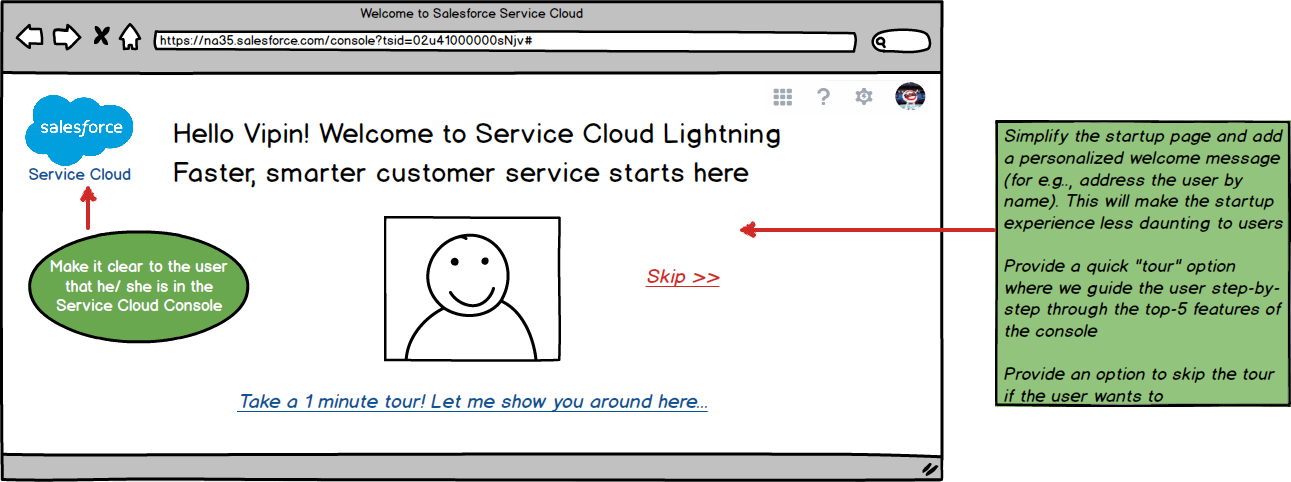 Welcome to Salesforce Service Cloud
https://na35.salesforce.com/console?tsid=02u41000000sNjv#
salesforce
Service Cloud
?
Hello Vipin! Welcome to Service Cloud Lightning
Faster, smarter customer service starts here
Make it clear to the user
that he/ she is in the
Service Cloud Console
Skip >>
Take a 1 minute tour! Let me show you around here...
Simplify the startup page and add
a personalized welcome message
(for e.g.., address the user by
name). This will make the startup
experience less daunting to users
Provide a quick "tour" option
where we guide the user step-by-
step through the top-5 features of
the console
Provide an option to skip the tour
if the user wants to